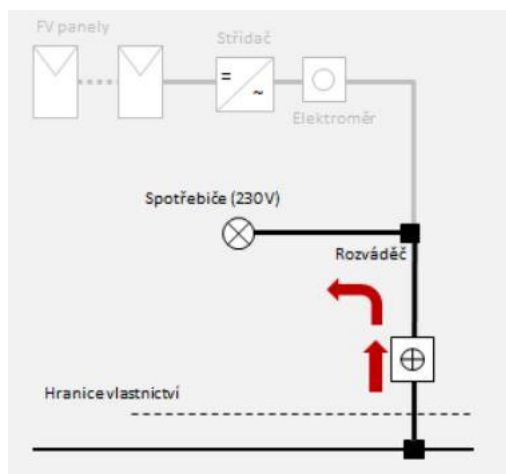 FV panely
Střídač
=
~
Elektroměr
Spotřebiče (230V)
Rozváděč
Hranice vlastnictví